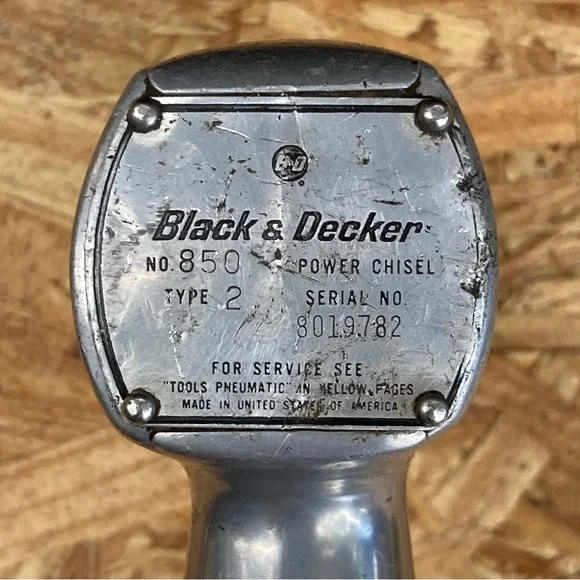 B&D
®
Black & Decker
NO. 850 POWER CHISEL
TYPE 2 SERIAL NO.
8019782
FOR SERVICE SEE:
"TOOLS PNEUMATIC" IN YELLOW PAGES
MADE IN UNITED STATES OF AMERICA